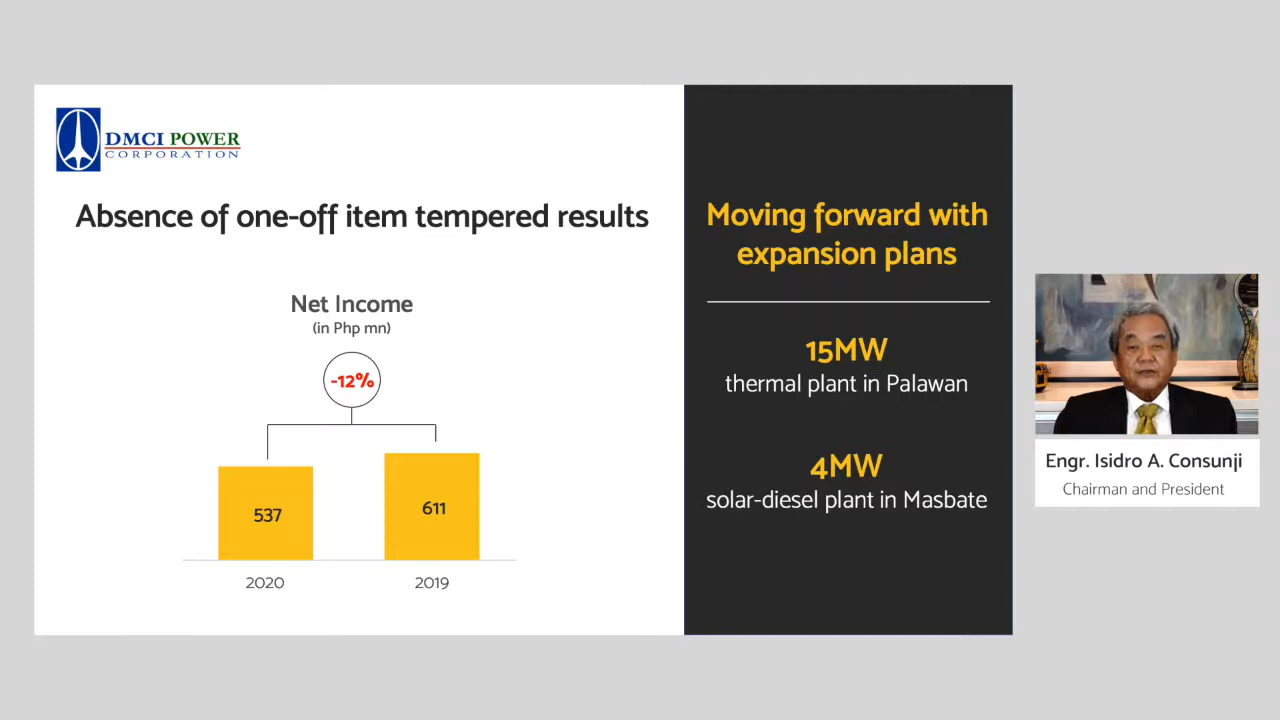 DMCI POWER
CORPORATION
Absence of one-off item tempered results
Net Income
(in Php mn)
-12%
537
611
2020
2019
Moving forward with
expansion plans
15MW
thermal plant in Palawan
4MW
solar-diesel plant in Masbate
Engr. Isidro A. Consunji
Chairman and President